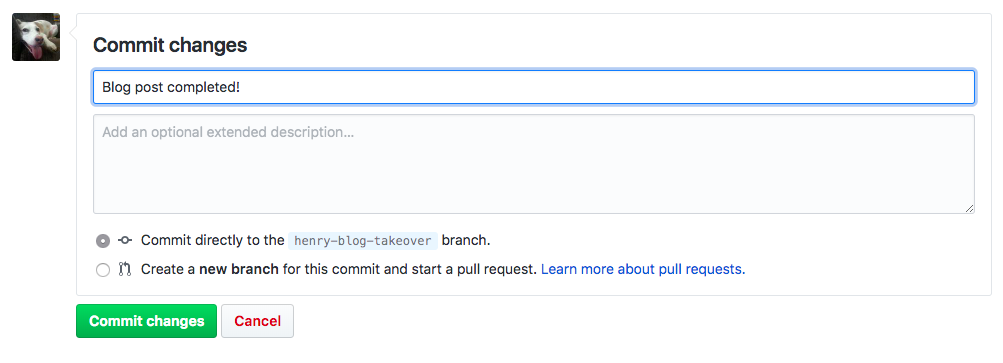 Commit changes
Blog post completed!
Add an optional extended description...
Commit directly to the henry-blog-takeover branch.
Create a new branch for this commit and start a pull request. Learn more about pull requests.
Commit changes
Cancel